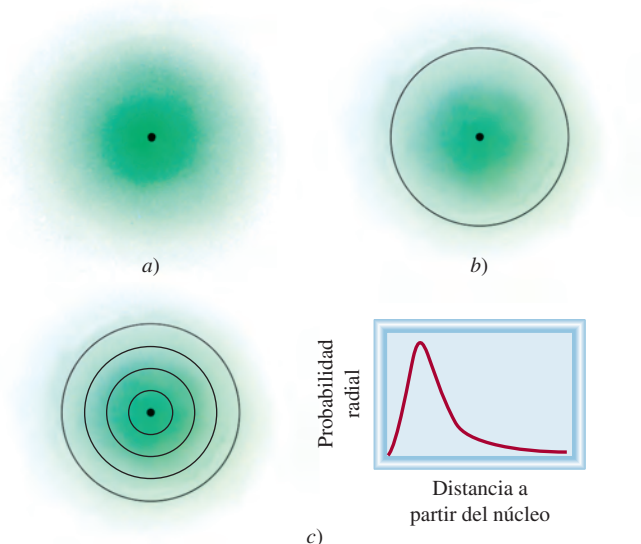 a)
b)
Probabilidad
radial
Distancia a
partir del núcleo
c)